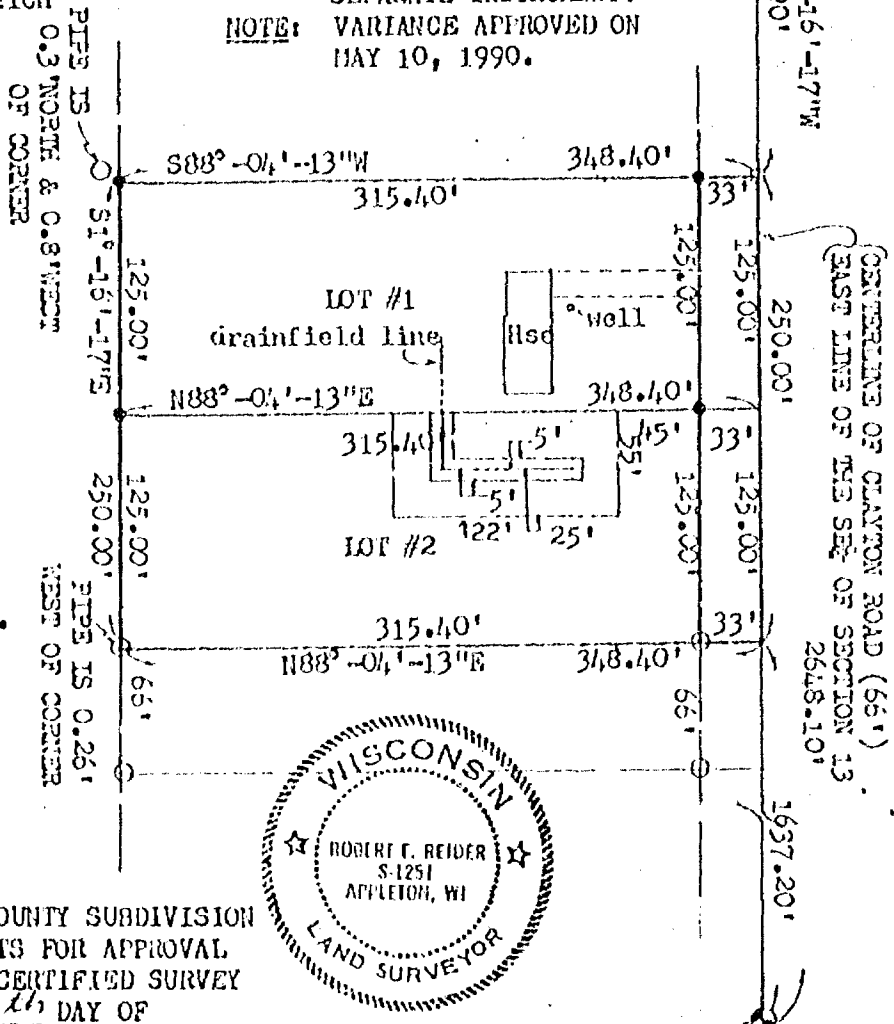 NOTE: VARIANCE APPROVED ON
MAY 10, 1990.
PIPE IS
0.3' NORTH & 0.8' WEST
OF CORNER
-16'-17"W
S88°-04'-13"W
348.40'
315.40'
33'
S1°-16'-17"E
125.00'
125.00'
125.00'
250.00'
CENTERLINE OF CLAYTON ROAD (66')
EAST LINE OF THE SE¼ OF SECTION 13
2648.10'
LOT #1
drainfield line
Hse
well
N88°-04'-13"E
348.40'
315.40
5'
45'
33'
55'
5'
122'
25'
LOT #2
125.00'
250.00'
125.00'
125.00'
315.40'
33'
N88°-04'-13"E
348.40'
PIPE IS 0.26'
WEST OF CORNER
66'
66'
1637.20'
WISCONSIN
ROBERT F. REIDER
S-1251
APPLETON, WI
LAND SURVEYOR
OUNTY SUBDIVISION
TS FOR APPROVAL
CERTIFIED SURVEY
th DAY OF